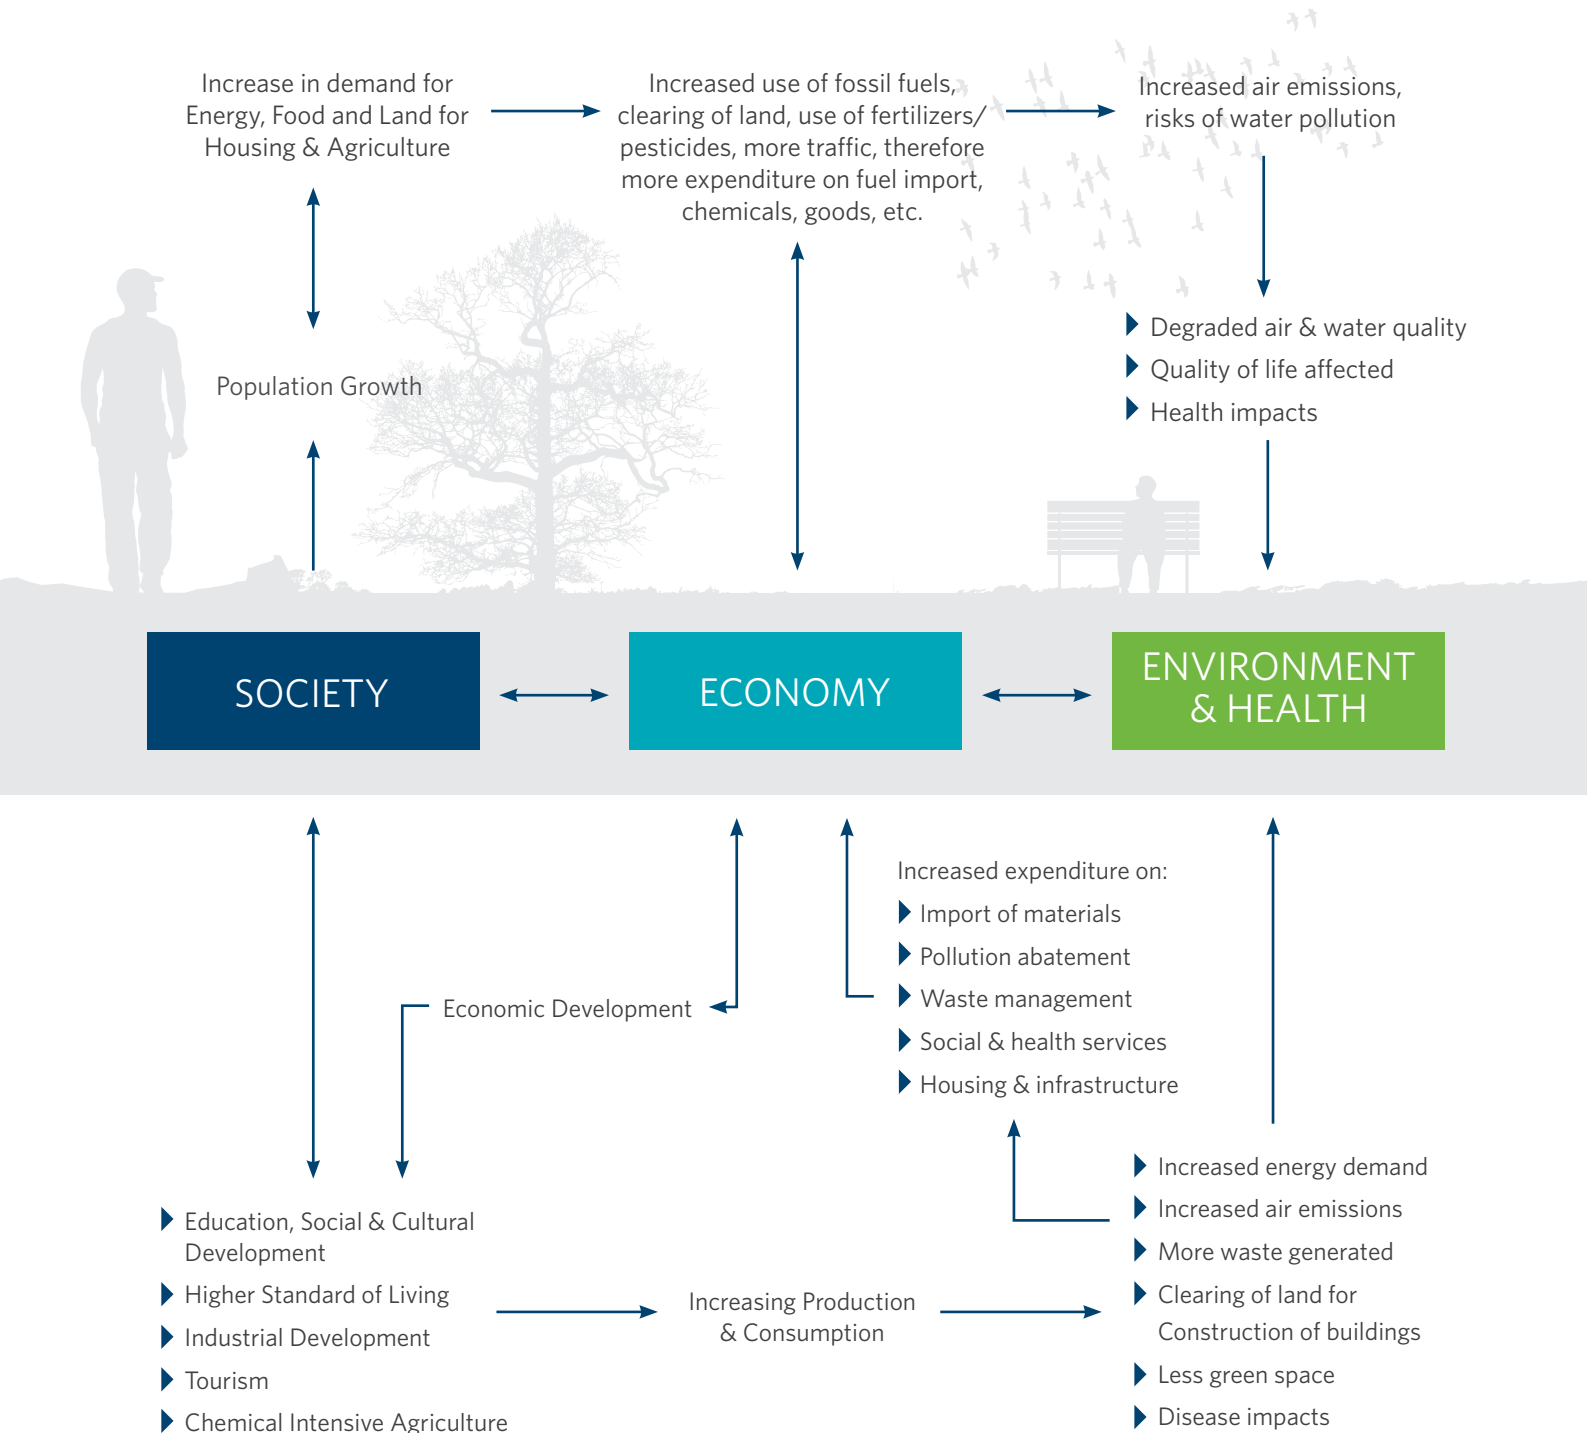 Increase in demand for
Energy, Food and Land for
Housing & Agriculture
Increased use of fossil fuels,
clearing of land, use of fertilizers/
pesticides, more traffic, therefore
more expenditure on fuel import,
chemicals, goods, etc.
Increased air emissions,
risks of water pollution
Population Growth
Degraded air & water quality
Quality of life affected
Health impacts
SOCIETY
ECONOMY
ENVIRONMENT
& HEALTH
Economic Development
Increased expenditure on:
Import of materials
Pollution abatement
Waste management
Social & health services
Housing & infrastructure
Education, Social & Cultural
Development
Higher Standard of Living
Industrial Development
Tourism
Chemical Intensive Agriculture
Increasing Production
& Consumption
Increased energy demand
Increased air emissions
More waste generated
Clearing of land for
Construction of buildings
Less green space
Disease impacts